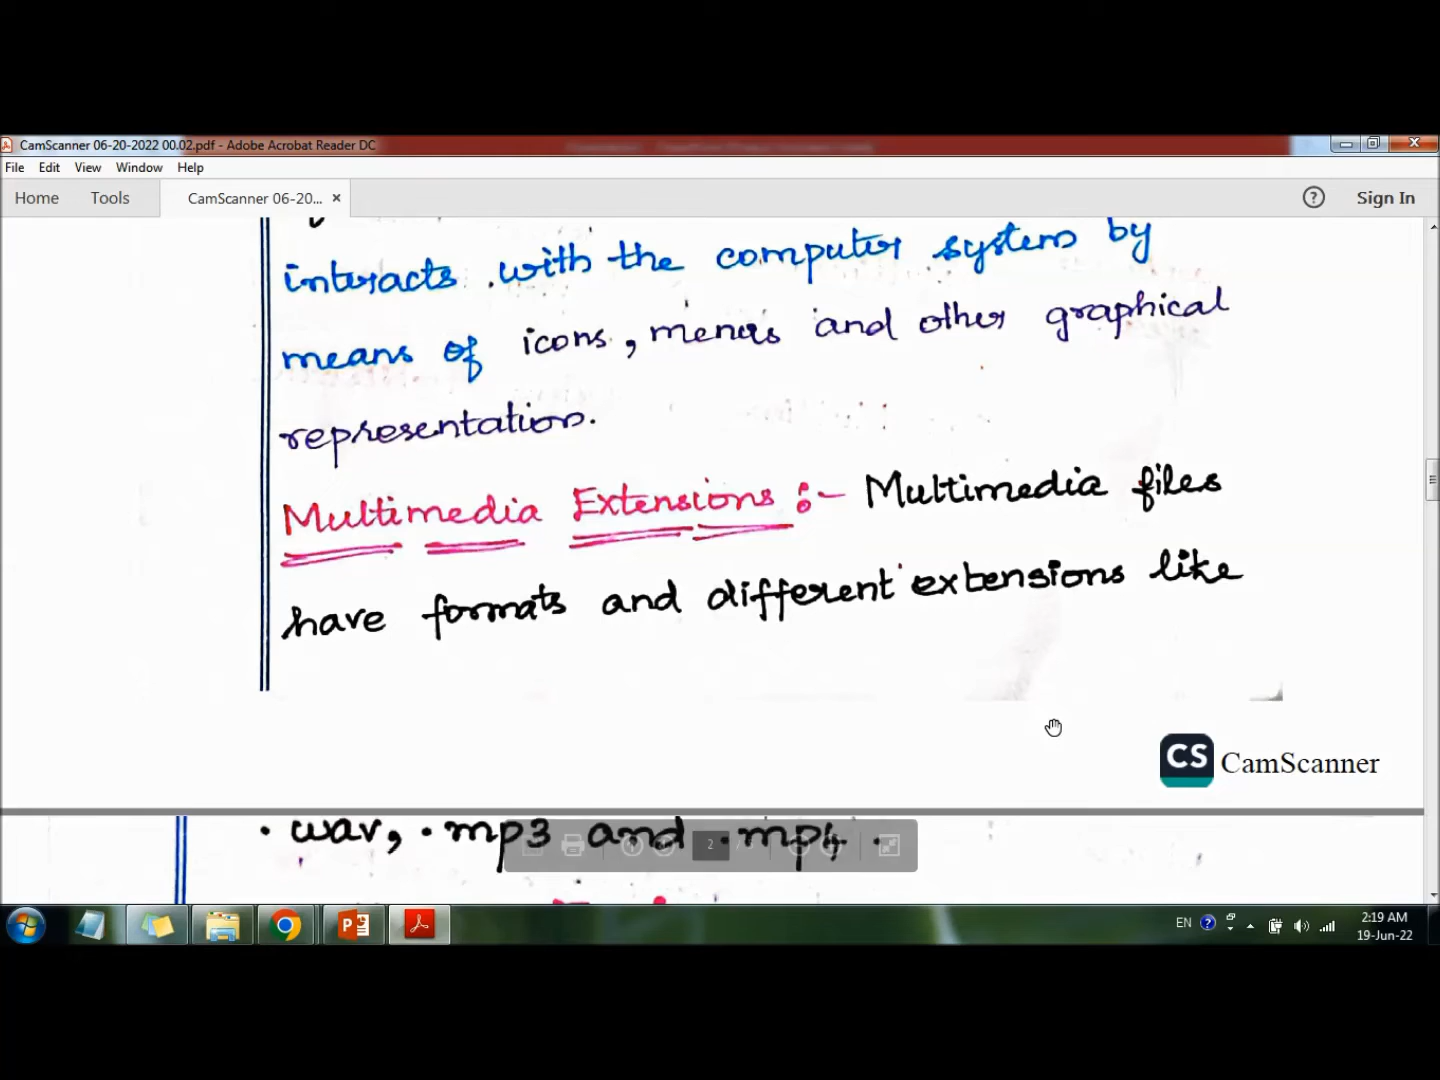 CamScanner 06-20-2022 00.02.pdf - Adobe Acrobat Reader DC
File Edit View Window Help
Home Tools CamScanner 06-20... × ? Sign In
interacts with the computer system by
means of icons, menus and other graphical
representation.
Multimedia Extensions :- Multimedia files
have formats and different extensions like
CS CamScanner
.wav, .mp3 and .mp4.
2
EN 2:19 AM
19-Jun-22